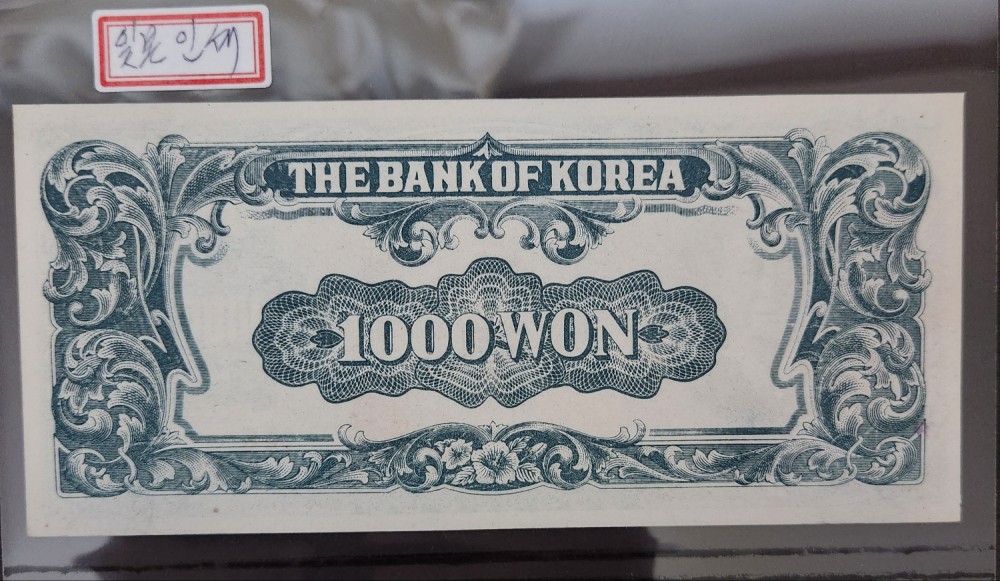 일본 인쇄
THE BANK OF KOREA
1000 WON